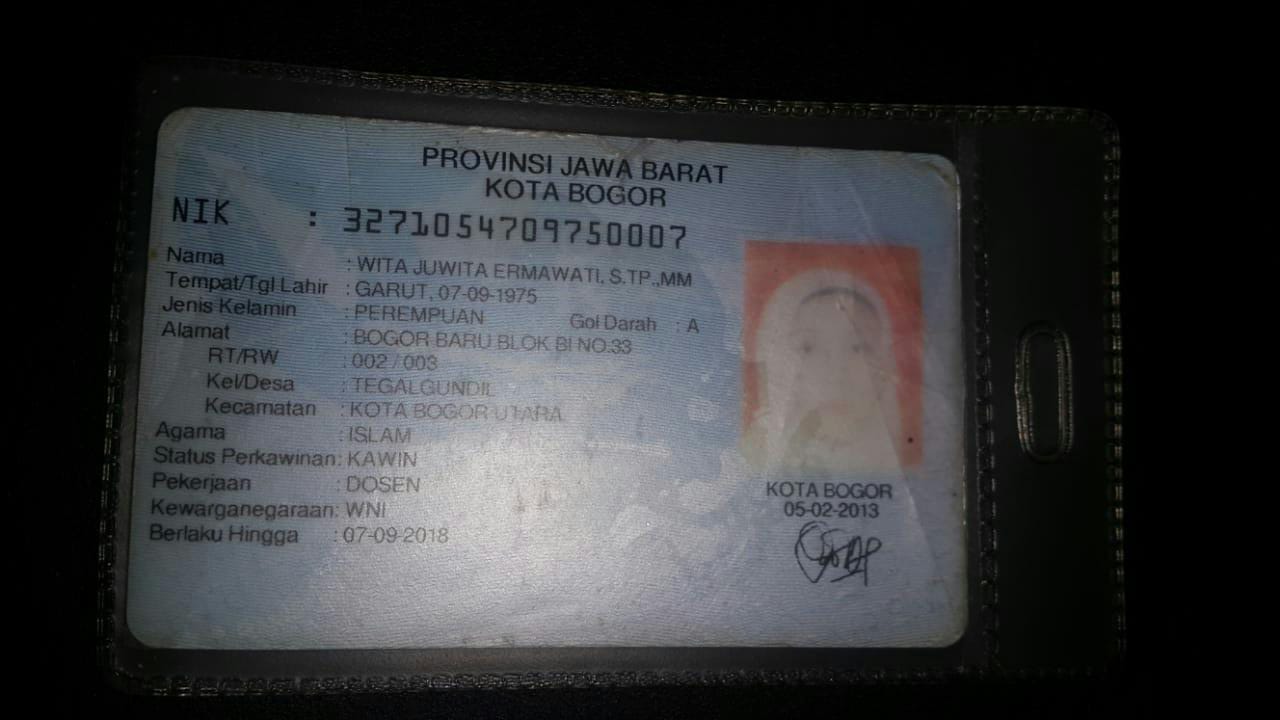 PROVINSI JAWA BARAT
KOTA BOGOR
NIK : 3271054709750007
Nama : WITA JUWITA ERMAWATI, S.TP.,MM
Tempat/Tgl Lahir : GARUT, 07-09-1975
Jenis Kelamin : PEREMPUAN Gol Darah : A
Alamat : BOGOR BARU BLOK BI NO.33
RT/RW : 002 / 003
Kel/Desa : TEGALGUNDIL
Kecamatan : KOTA BOGOR UTARA
Agama : ISLAM
Status Perkawinan: KAWIN
Pekerjaan : DOSEN
Kewarganegaraan: WNI
Berlaku Hingga : 07-09-2018
KOTA BOGOR
05-02-2013